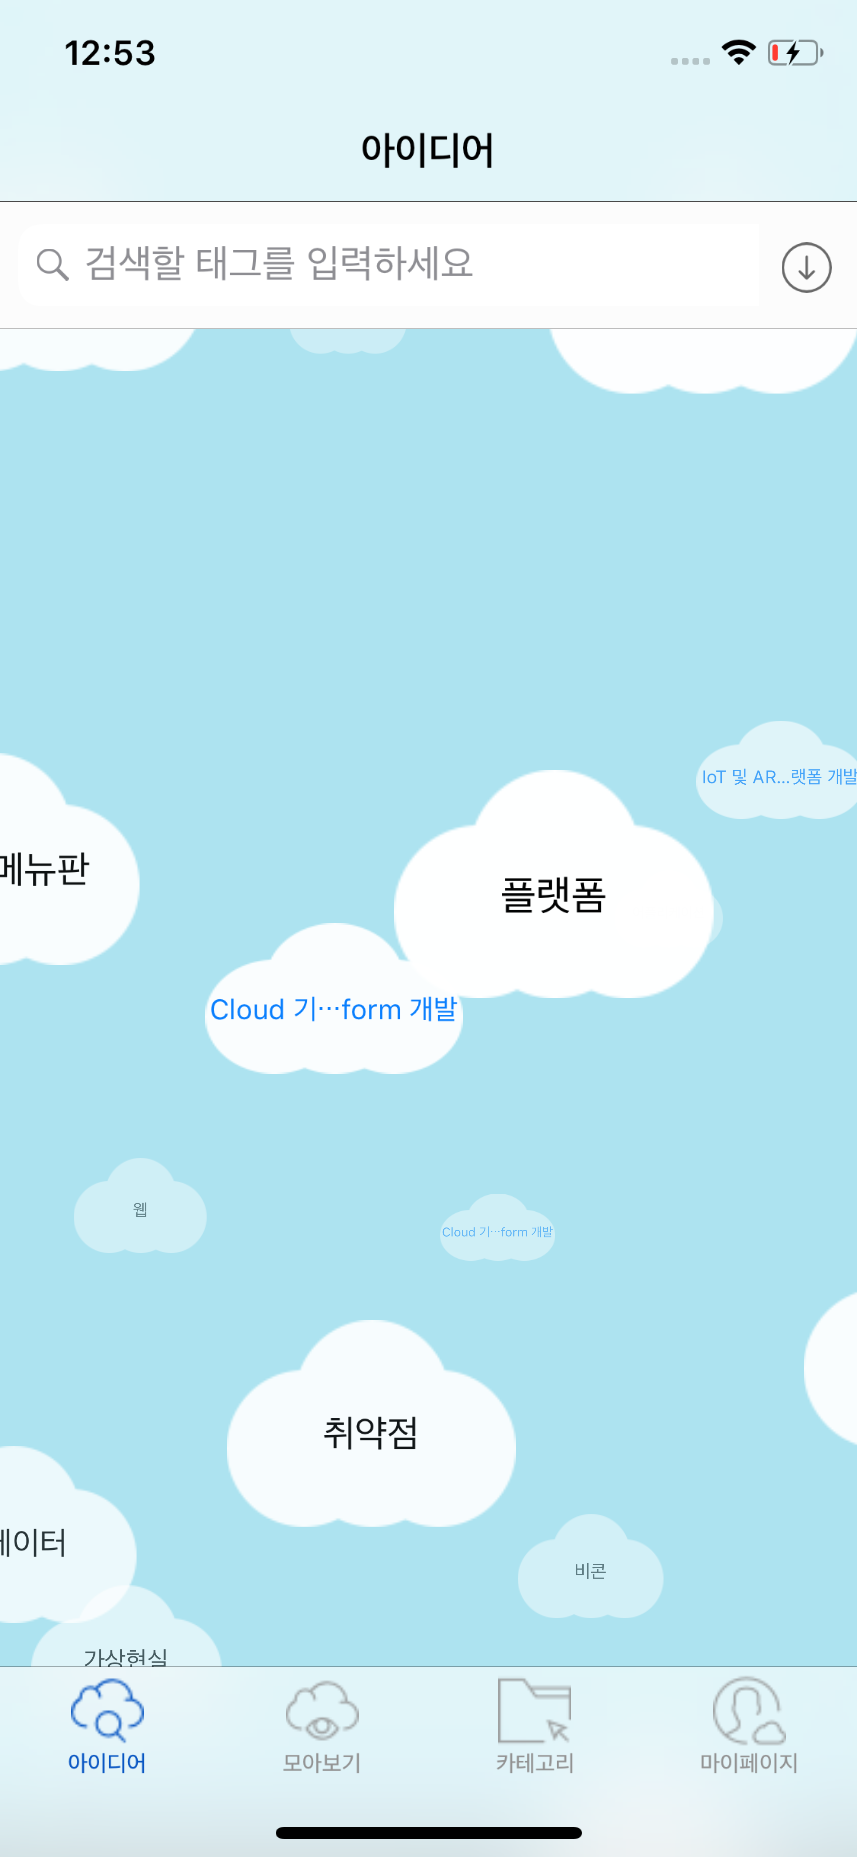 12:53
아이디어
검색할 태그를 입력하세요
IoT 및 AR...랫폼 개발
메뉴판
플랫폼
Cloud 기···form 개발
웹
Cloud 기···form 개발
취약점
데이터
비콘
가상현실
아이디어
모아보기
카테고리
마이페이지